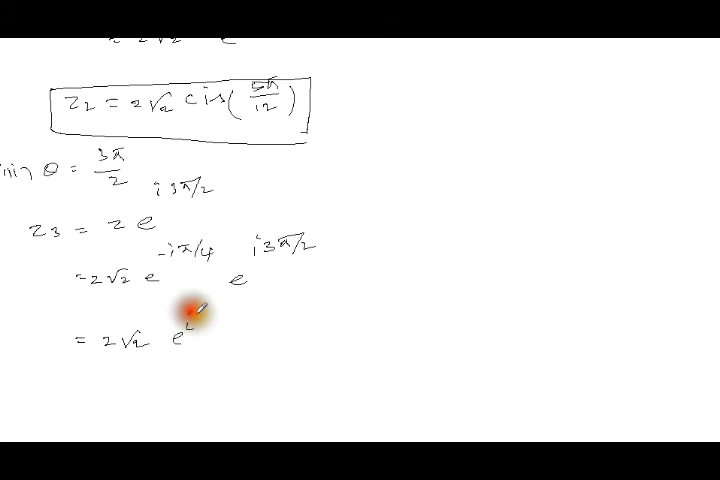 z2 = 2√2 cis(5π/12)
θ = 3π/2
z3 = z e^{i3π/2}
= 2√2 e^{-iπ/4} e^{i3π/2}
= 2√2 e^{i